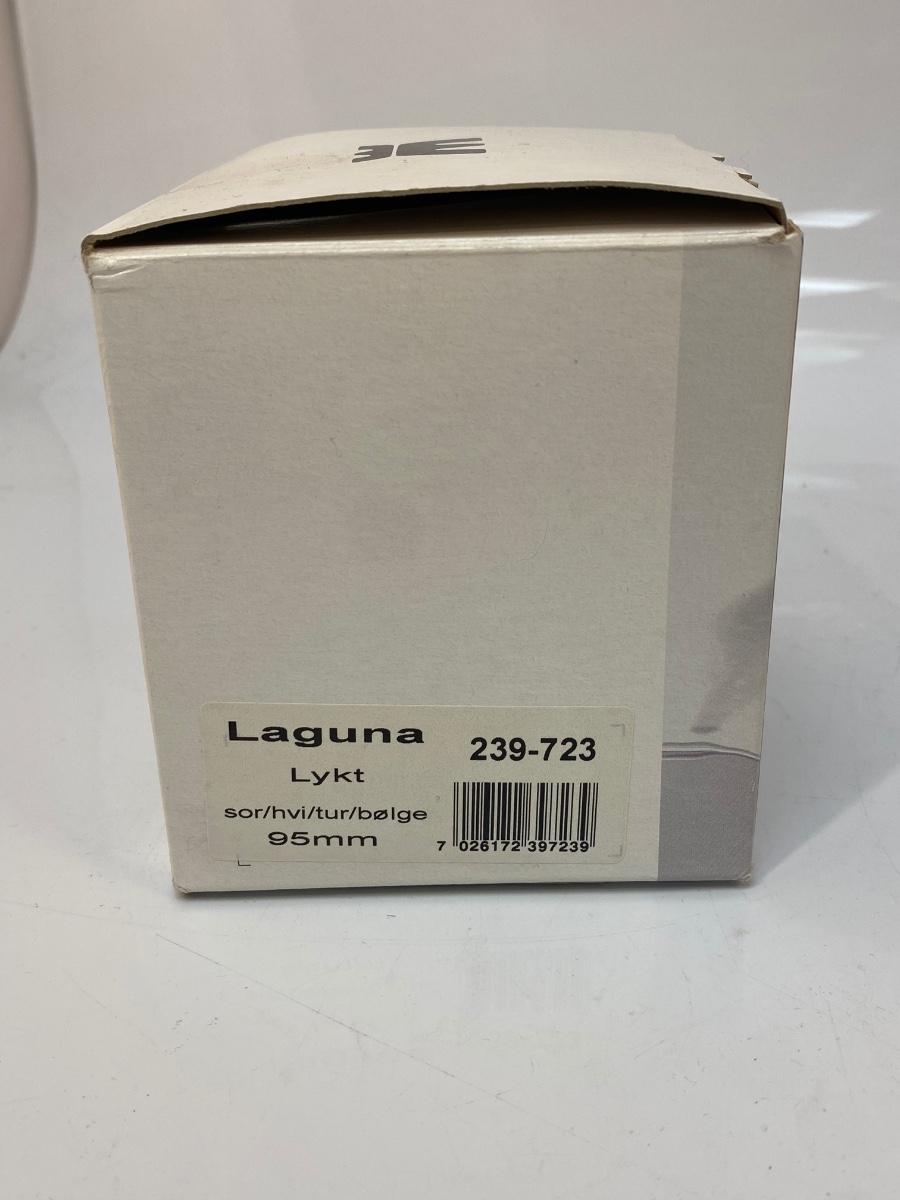 Laguna
239-723
Lykt
sor/hvi/tur/bølge
95mm
7 026172 397239